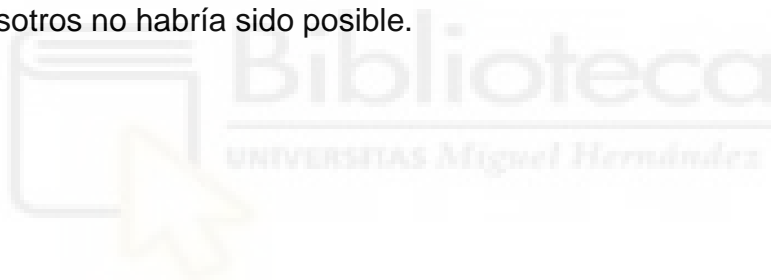 sotros no habría sido posible.
Biblioteca
UNIVERSITAS Miguel Hernández